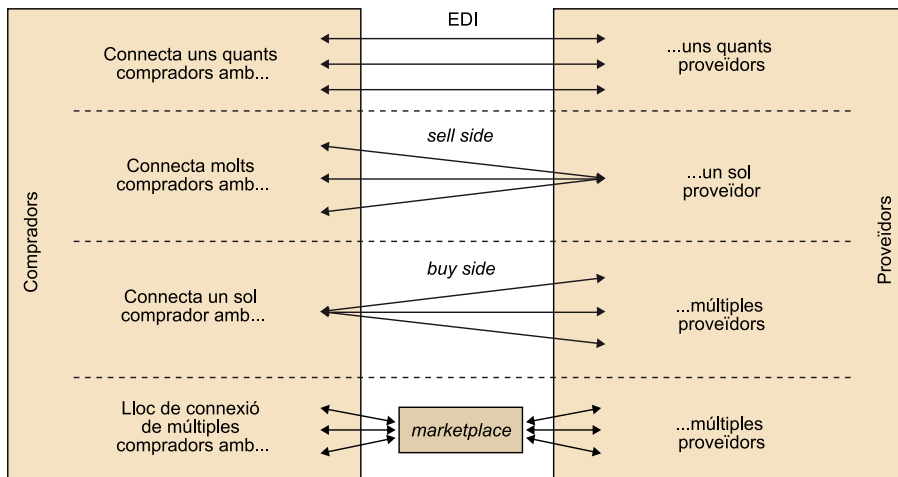 EDI
Connecta uns quants
compradors amb...
...uns quants
proveïdors
sell side
Connecta molts
compradors amb...
...un sol
proveïdor
Compradors
Proveïdors
buy side
Connecta un sol
comprador amb...
...múltiples
proveïdors
Lloc de connexió
de múltiples
compradors amb...
marketplace
...múltiples
proveïdors